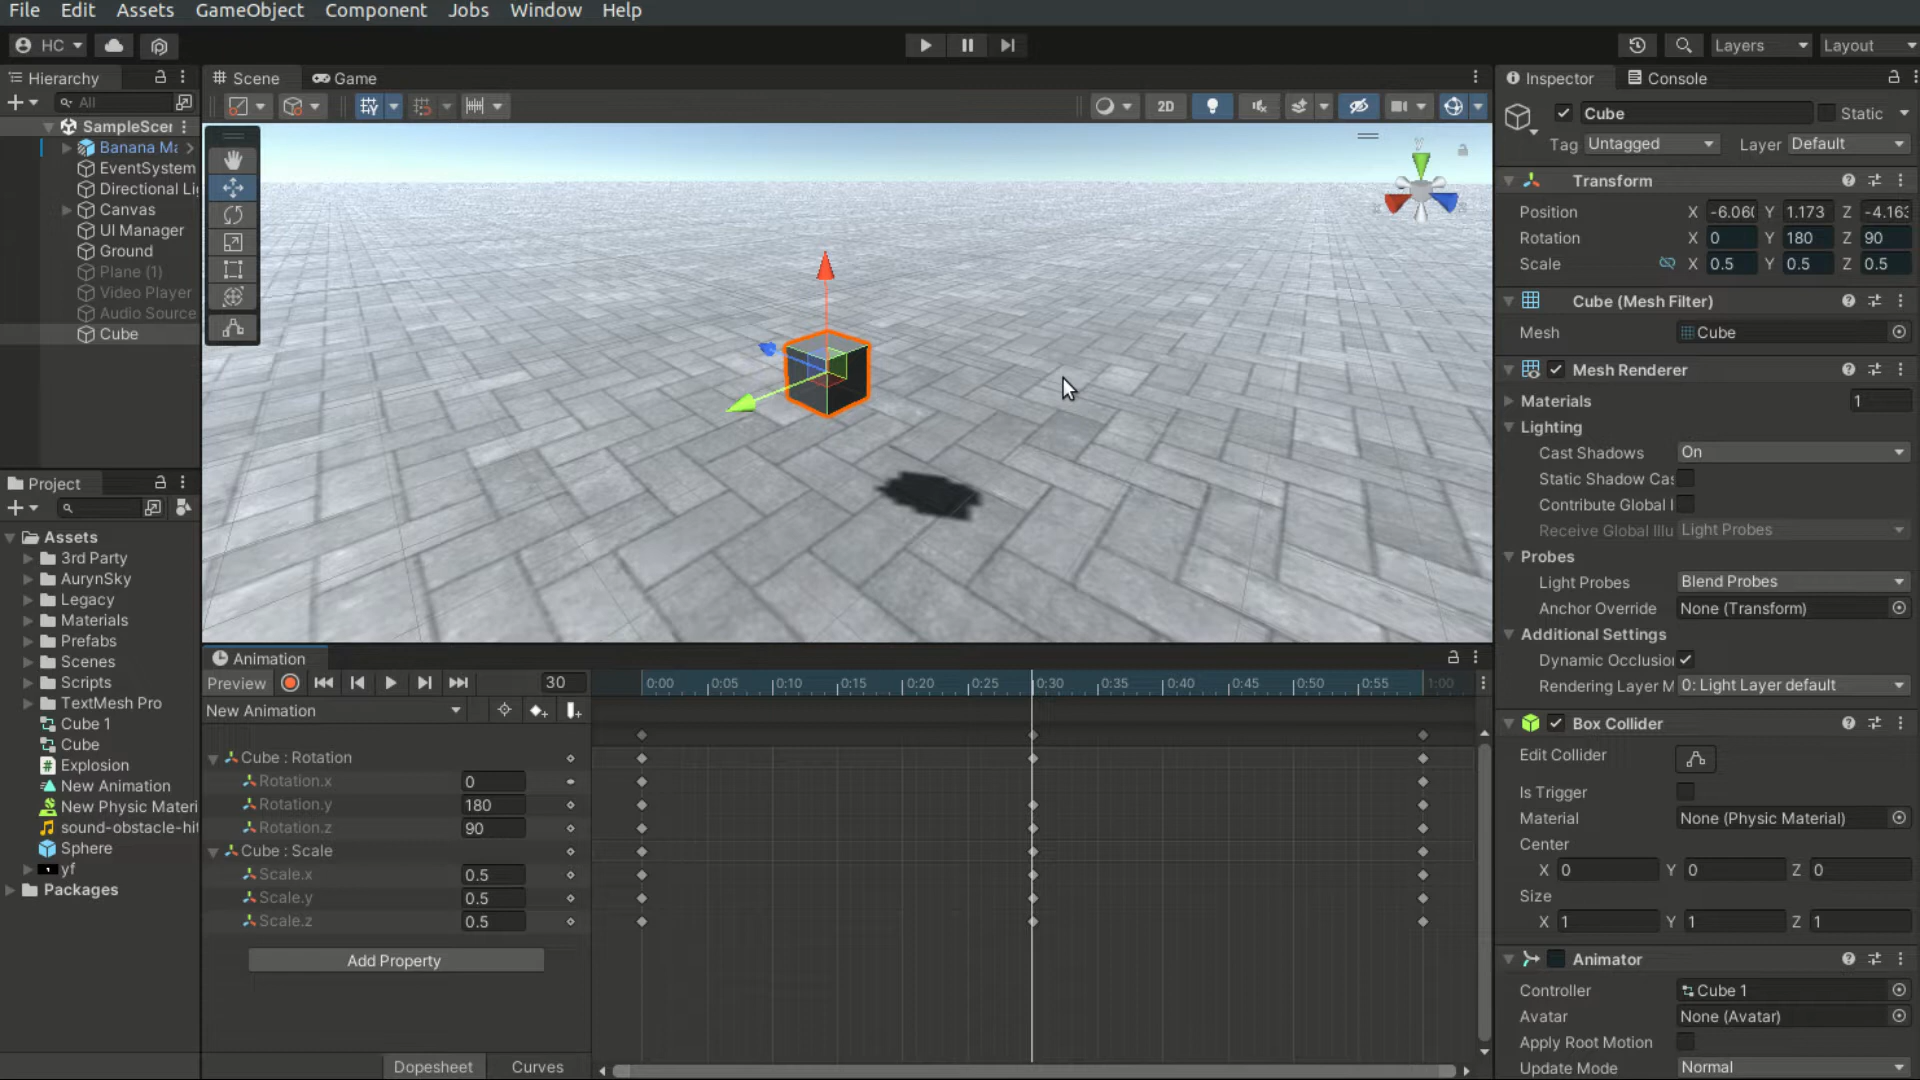 File Edit Assets GameObject Component Jobs Window Help
HC Layers Layout
Hierarchy
All
SampleScer
Banana Ma
EventSystem
Directional Lig
Canvas
UI Manager
Ground
Plane (1)
Video Player
Audio Source
Cube
Scene Game
2D
Project
Assets
3rd Party
AurynSky
Legacy
Materials
Prefabs
Scenes
Scripts
TextMesh Pro
Cube 1
Cube
Explosion
New Animation
New Physic Materi
sound-obstacle-hit
Sphere
yf
Packages
Animation
Preview 30 0:00 0:05 0:10 0:15 0:20 0:25 0:30 0:35 0:40 0:45 0:50 0:55 1:00
New Animation
Cube : Rotation
Rotation.x 0
Rotation.y 180
Rotation.z 90
Cube : Scale
Scale.x 0.5
Scale.y 0.5
Scale.z 0.5
Add Property
Dopesheet Curves
Inspector Console
Cube Static
Tag Untagged Layer Default
Transform
Position X -6.06 Y 1.173 Z -4.16
Rotation X 0 Y 180 Z 90
Scale X 0.5 Y 0.5 Z 0.5
Cube (Mesh Filter)
Mesh Cube
Mesh Renderer
Materials 1
Lighting
Cast Shadows On
Static Shadow Cas
Contribute Global I
Receive Global Illu Light Probes
Probes
Light Probes Blend Probes
Anchor Override None (Transform)
Additional Settings
Dynamic Occlusion
Rendering Layer M 0: Light Layer default
Box Collider
Edit Collider
Is Trigger
Material None (Physic Material)
Center
X 0 Y 0 Z 0
Size
X 1 Y 1 Z 1
Animator
Controller Cube 1
Avatar None (Avatar)
Apply Root Motion
Update Mode Normal